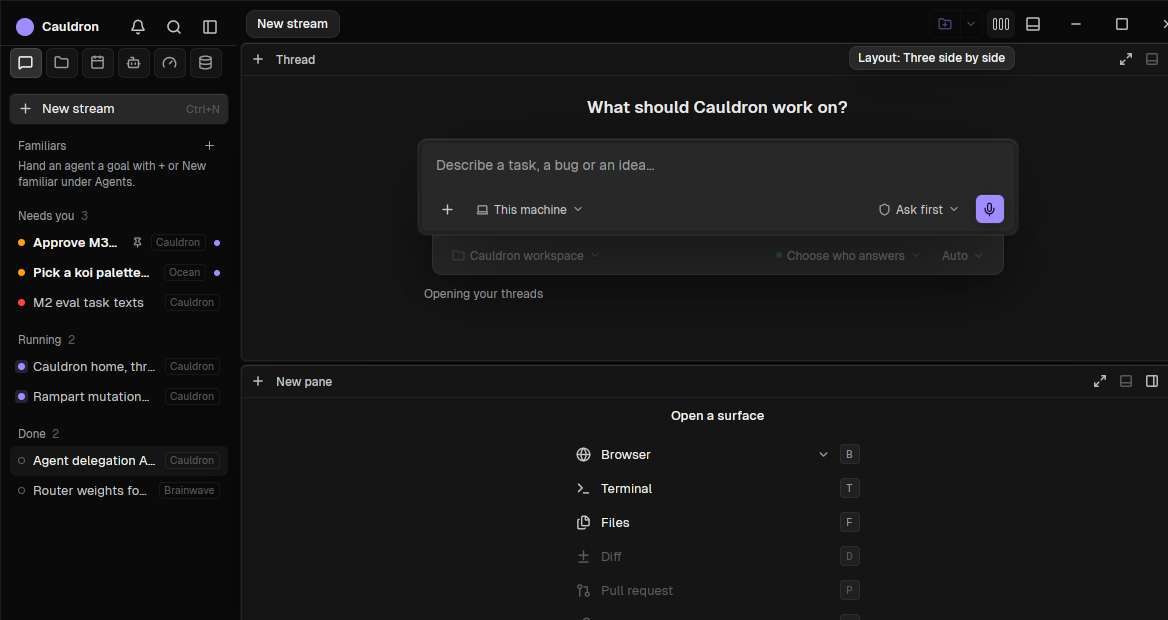 Cauldron
New stream
Layout: Three side by side
Thread
New stream Ctrl+N
Familiars
Hand an agent a goal with + or New
familiar under Agents.
Needs you 3
Approve M3... Cauldron
Pick a koi palette... Ocean
M2 eval task texts Cauldron
Running 2
Cauldron home, thr... Cauldron
Rampart mutation... Cauldron
Done 2
Agent delegation A... Cauldron
Router weights fo... Brainwave
What should Cauldron work on?
Describe a task, a bug or an idea...
This machine
Ask first
Cauldron workspace
Choose who answers
Auto
Opening your threads
New pane
Open a surface
Browser B
Terminal T
Files F
Diff D
Pull request P